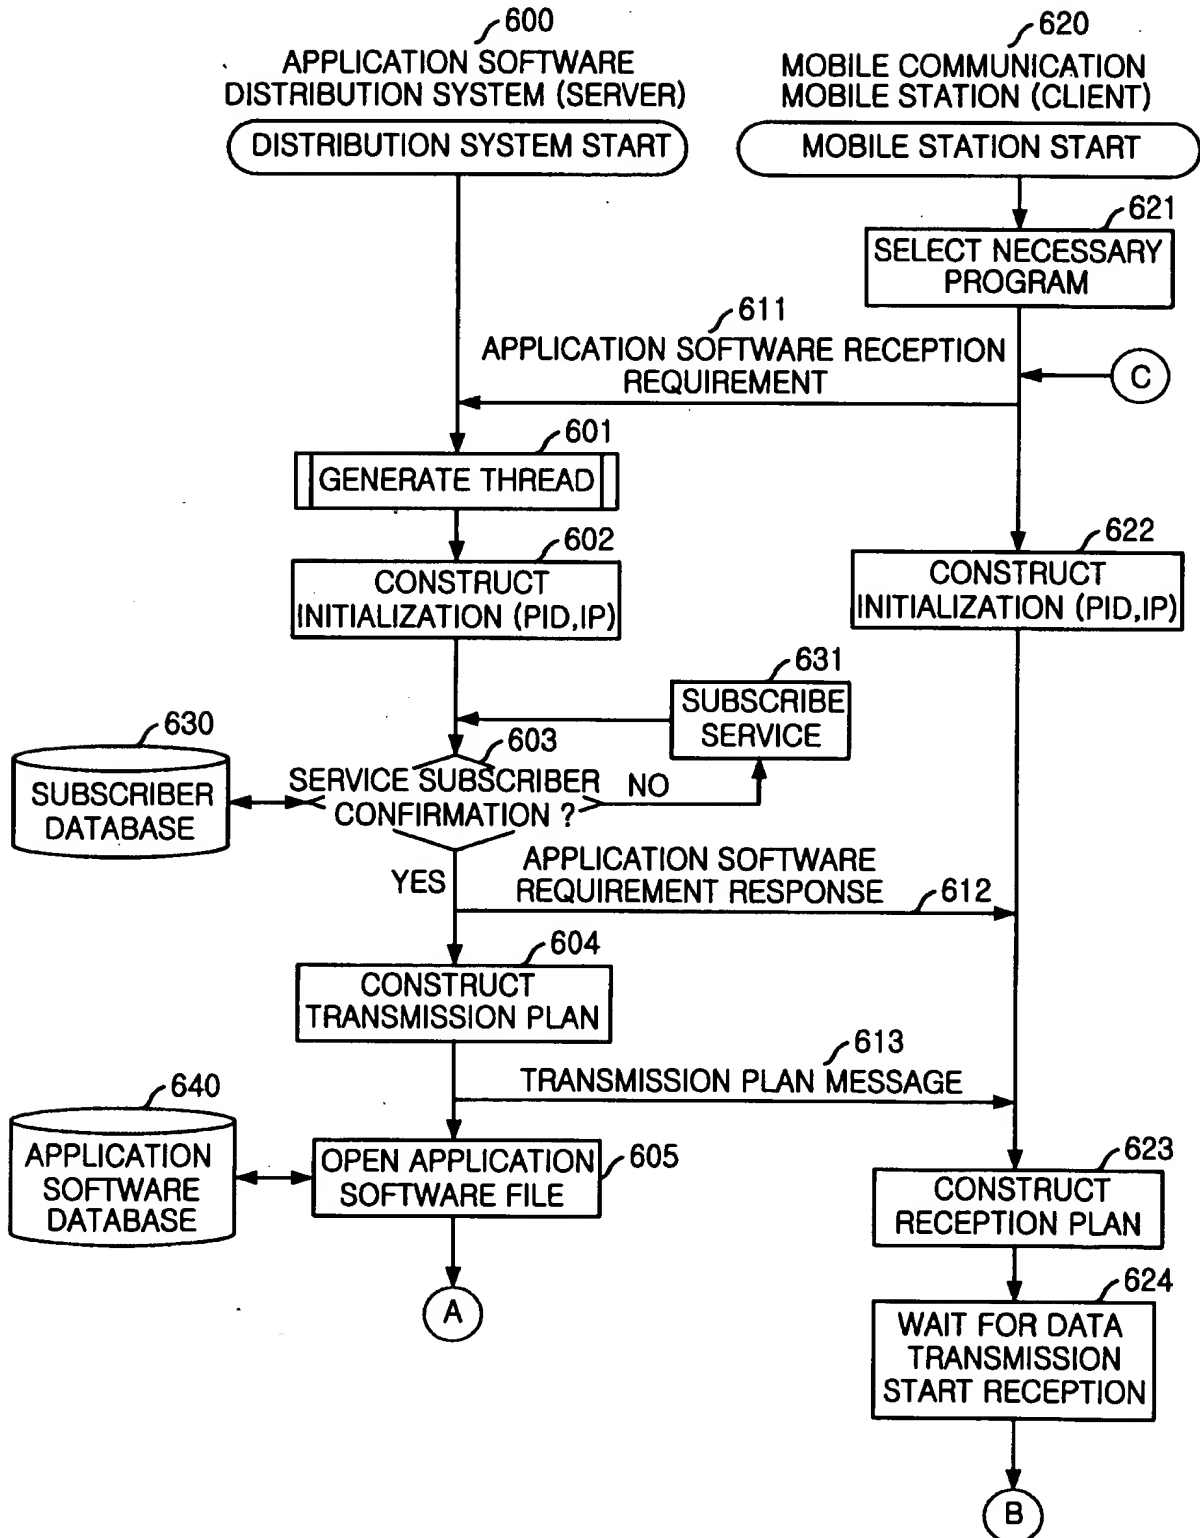 600
APPLICATION SOFTWARE
DISTRIBUTION SYSTEM (SERVER)
DISTRIBUTION SYSTEM START
620
MOBILE COMMUNICATION
MOBILE STATION (CLIENT)
MOBILE STATION START
621
SELECT NECESSARY
PROGRAM
611
APPLICATION SOFTWARE RECEPTION
REQUIREMENT
C
601
GENERATE THREAD
602
CONSTRUCT
INITIALIZATION (PID,IP)
622
CONSTRUCT
INITIALIZATION (PID,IP)
631
SUBSCRIBE
SERVICE
630
SUBSCRIBER
DATABASE
603
SERVICE SUBSCRIBER
CONFIRMATION ?
NO
YES
APPLICATION SOFTWARE
REQUIREMENT RESPONSE
612
604
CONSTRUCT
TRANSMISSION PLAN
613
TRANSMISSION PLAN MESSAGE
640
APPLICATION
SOFTWARE
DATABASE
605
OPEN APPLICATION
SOFTWARE FILE
A
623
CONSTRUCT
RECEPTION PLAN
624
WAIT FOR DATA
TRANSMISSION
START RECEPTION
B